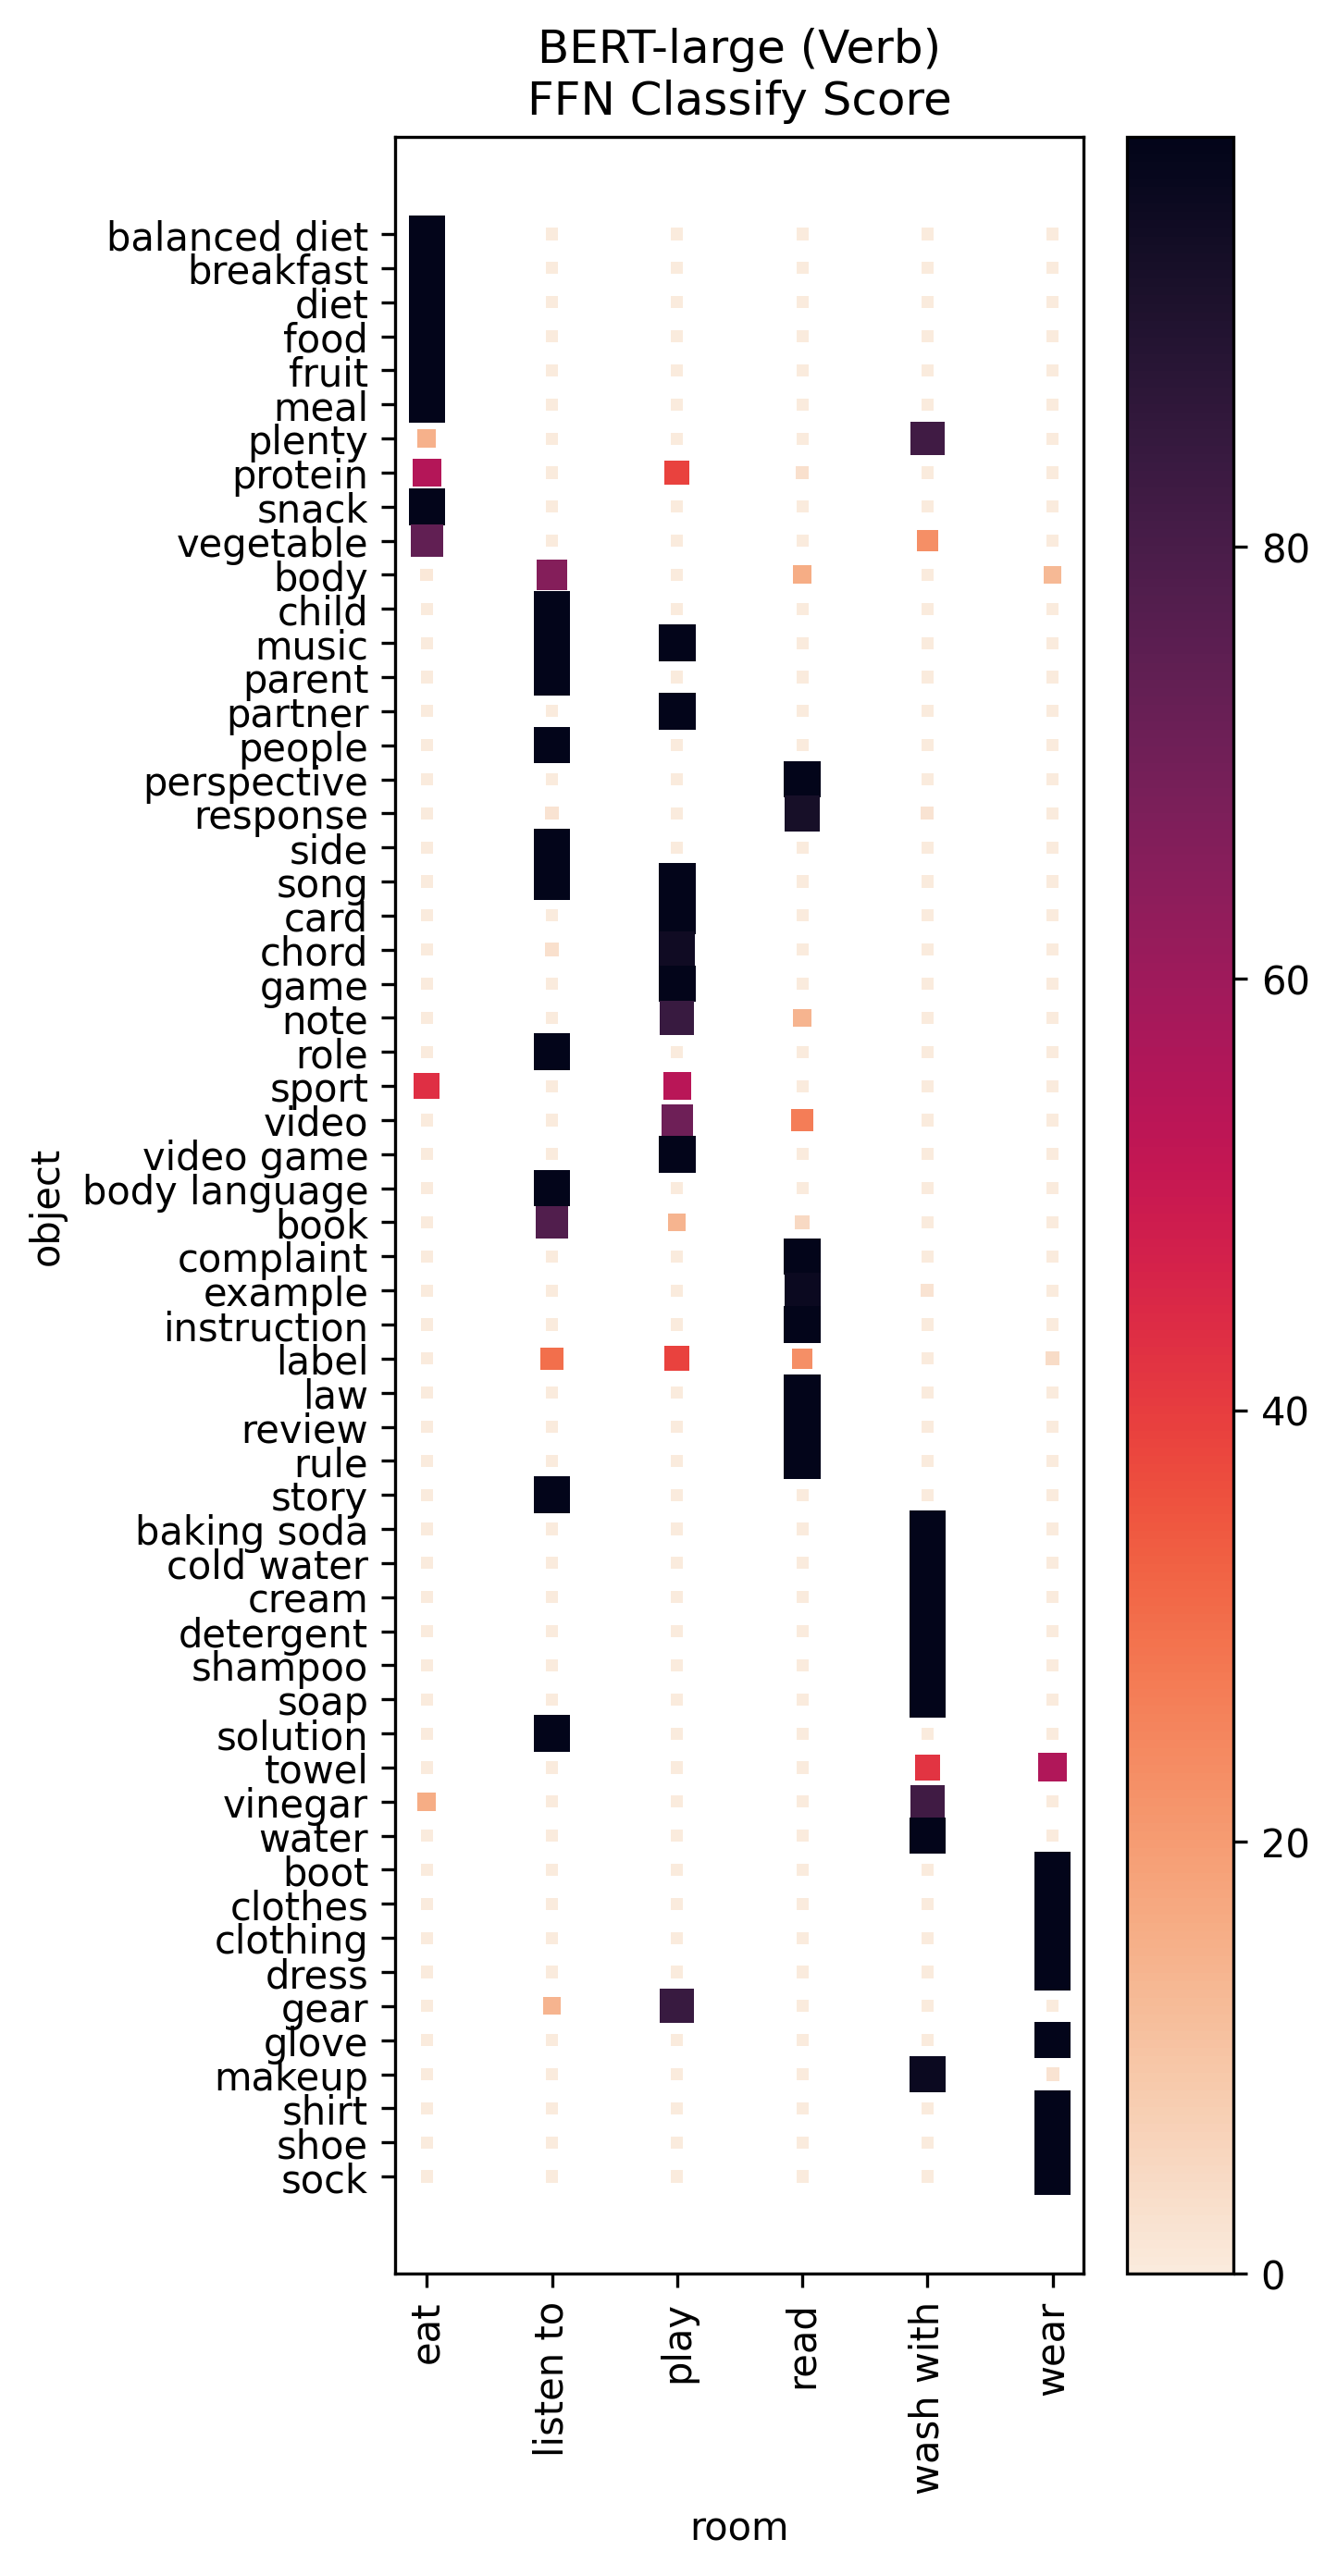 BERT-large (Verb)
FFN Classify Score
balanced diet
breakfast
diet
food
fruit
meal
plenty
protein
snack
vegetable
body
child
music
parent
partner
people
perspective
response
side
song
card
chord
game
note
role
sport
video
video game
body language
book
complaint
example
instruction
label
law
review
rule
story
baking soda
cold water
cream
detergent
shampoo
soap
solution
towel
vinegar
water
boot
clothes
clothing
dress
gear
glove
makeup
shirt
shoe
sock
object
eat
listen to
play
read
wash with
wear
room
80
60
40
20
0